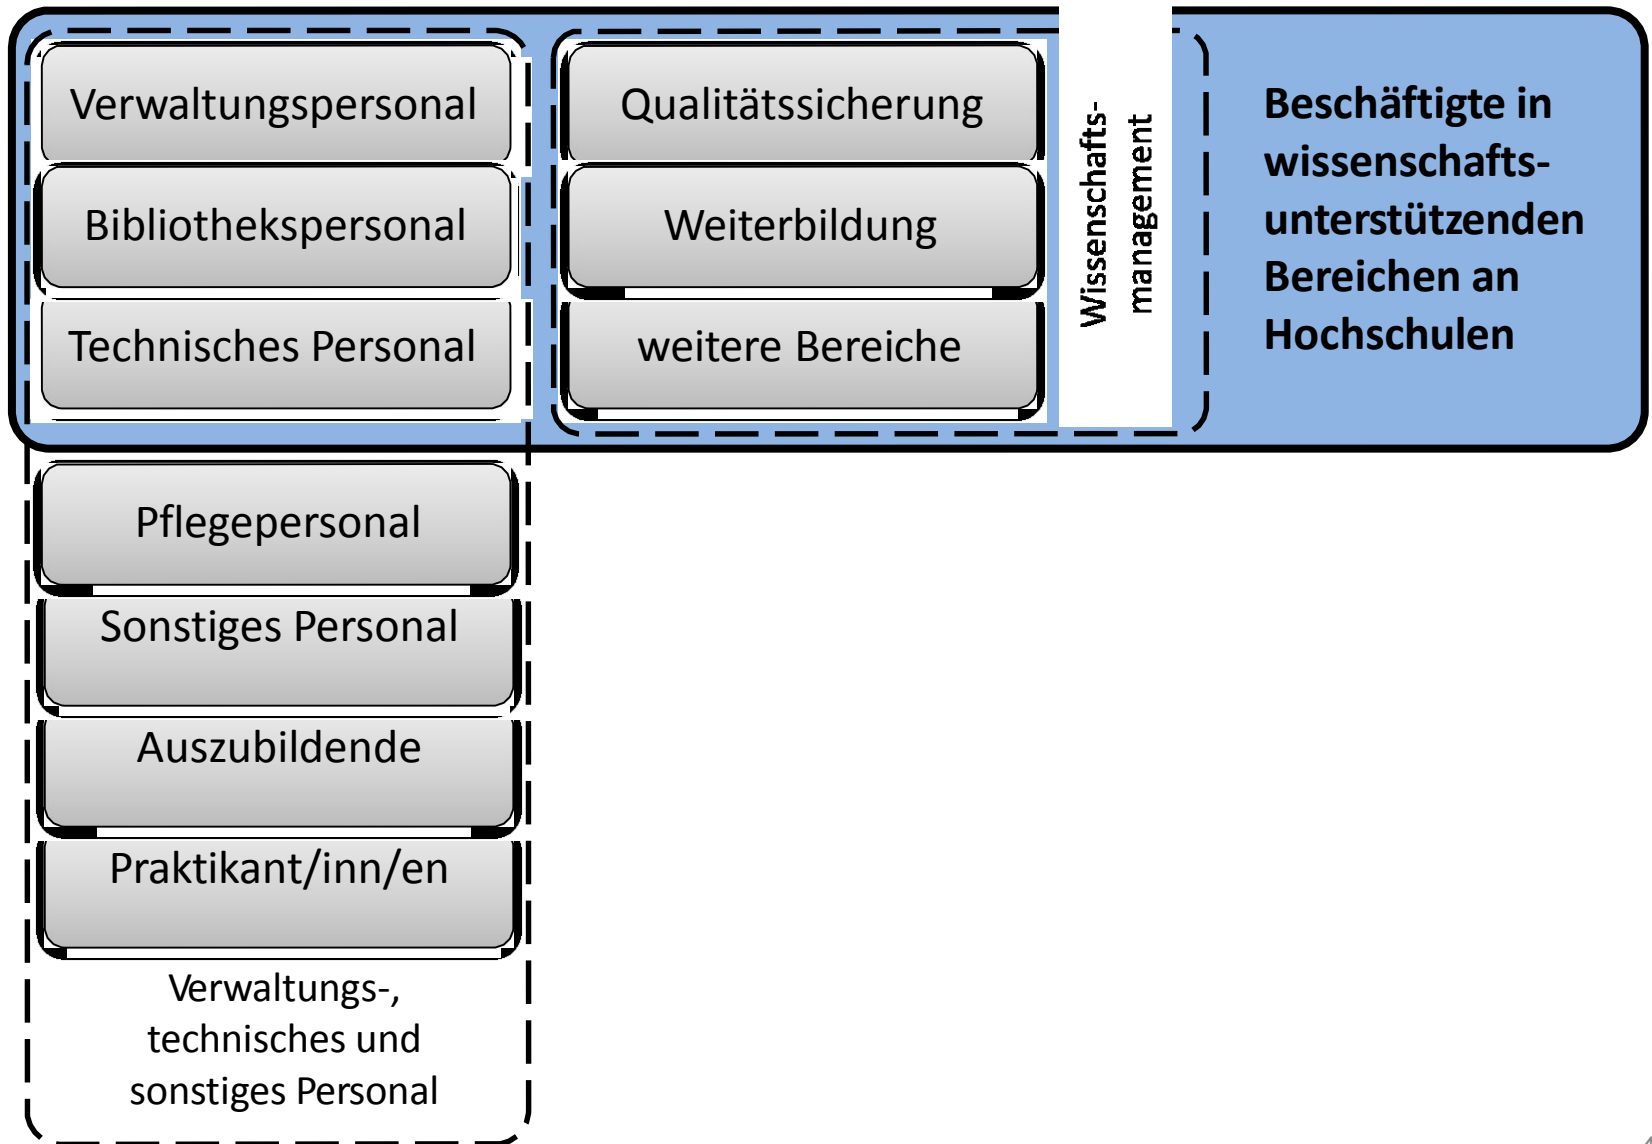 Verwaltungspersonal
Bibliothekspersonal
Technisches Personal
Qualitätssicherung
Weiterbildung
weitere Bereiche
Wissenschafts-
management
Beschäftigte in
wissenschafts-
unterstützenden
Bereichen an
Hochschulen
Pflegepersonal
Sonstiges Personal
Auszubildende
Praktikant/inn/en
Verwaltungs-,
technisches und
sonstiges Personal